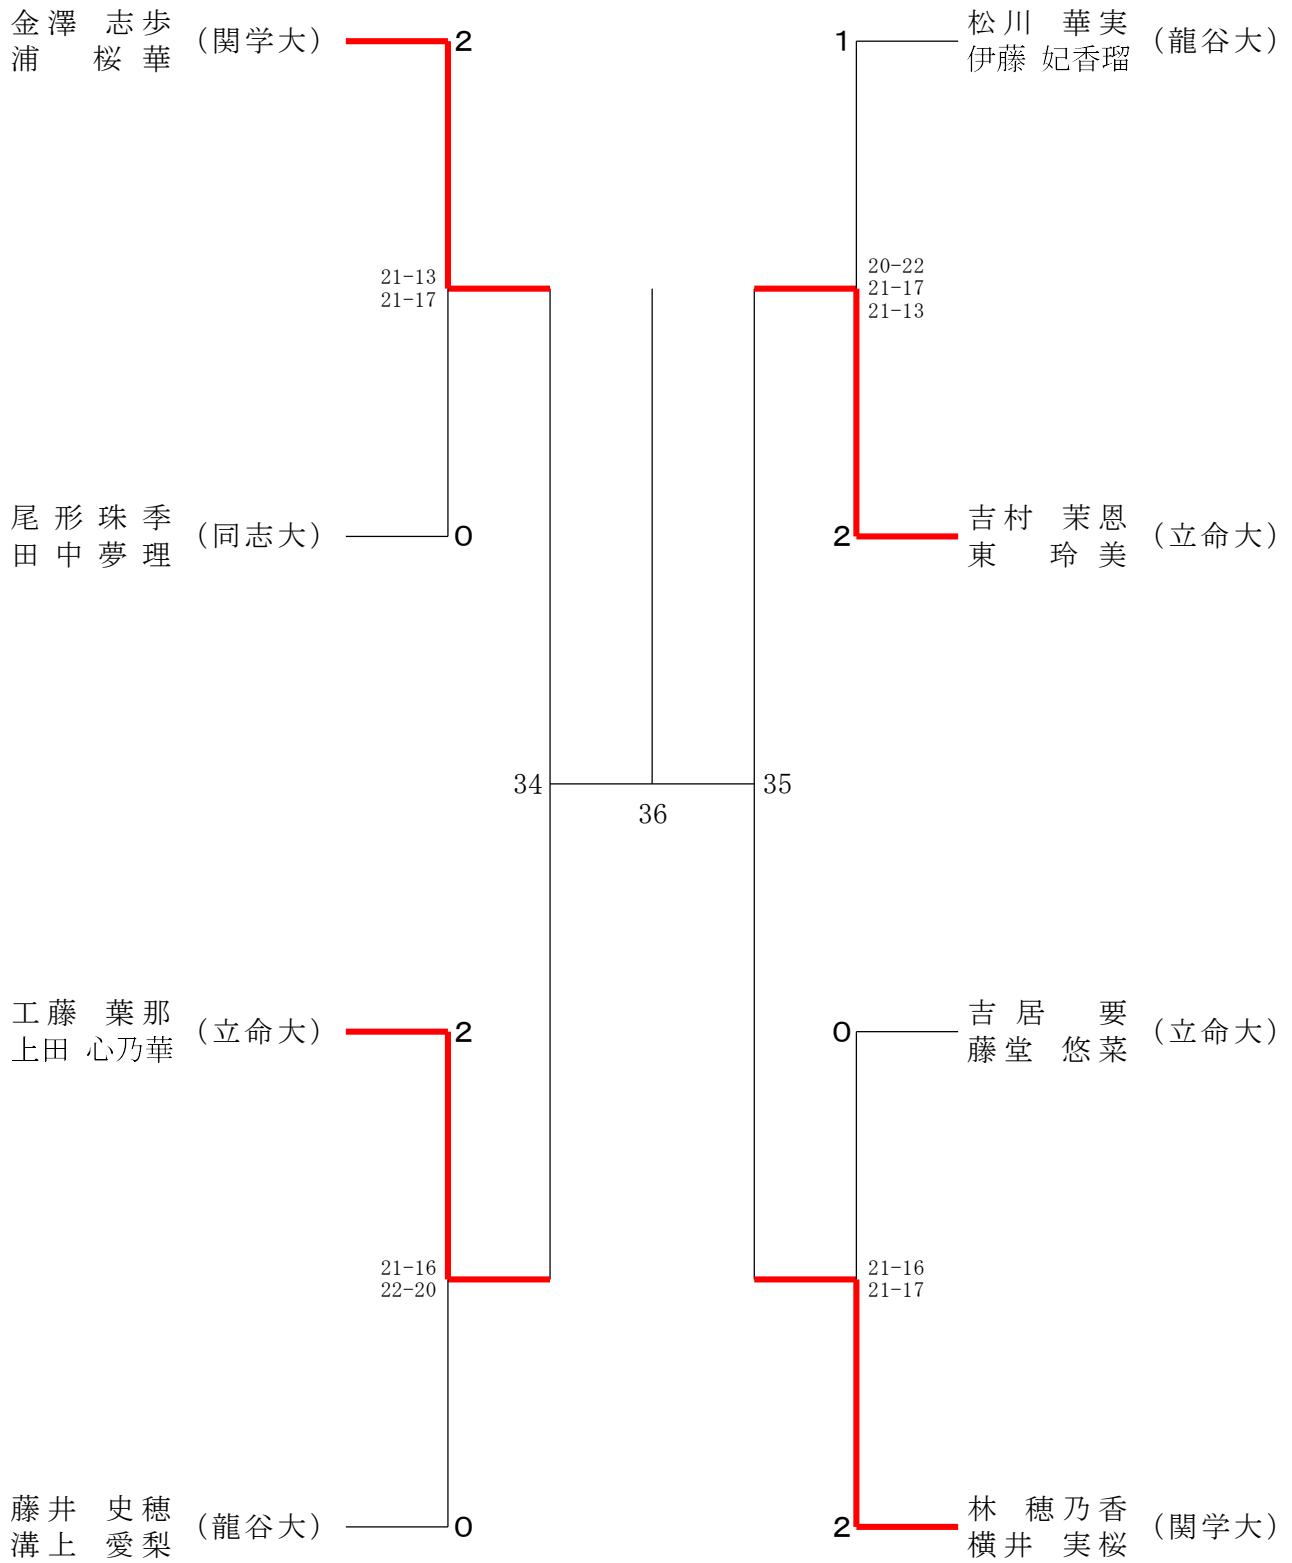 金澤 志歩
浦 桜華
(関学大)
2
21-13
21-17
尾形珠季
田中夢理
(同志大)
0
工藤 葉那
上田 心乃華
(立命大)
2
21-16
22-20
藤井 史穂
溝上 愛梨
(龍谷大)
0
34
36
35
1
松川 華実
伊藤 妃香瑠
(龍谷大)
20-22
21-17
21-13
2
吉村 茉恩
東 玲美
(立命大)
0
吉居 要
藤堂 悠菜
(立命大)
21-16
21-17
2
林 穂乃香
横井 実桜
(関学大)